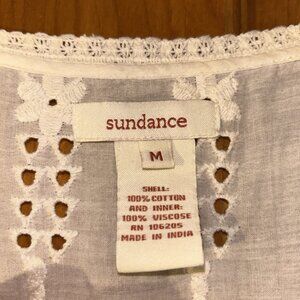 sundance
M
SHELL:
100% COTTON
AND INNER:
100% VISCOSE
RN 106205
MADE IN INDIA